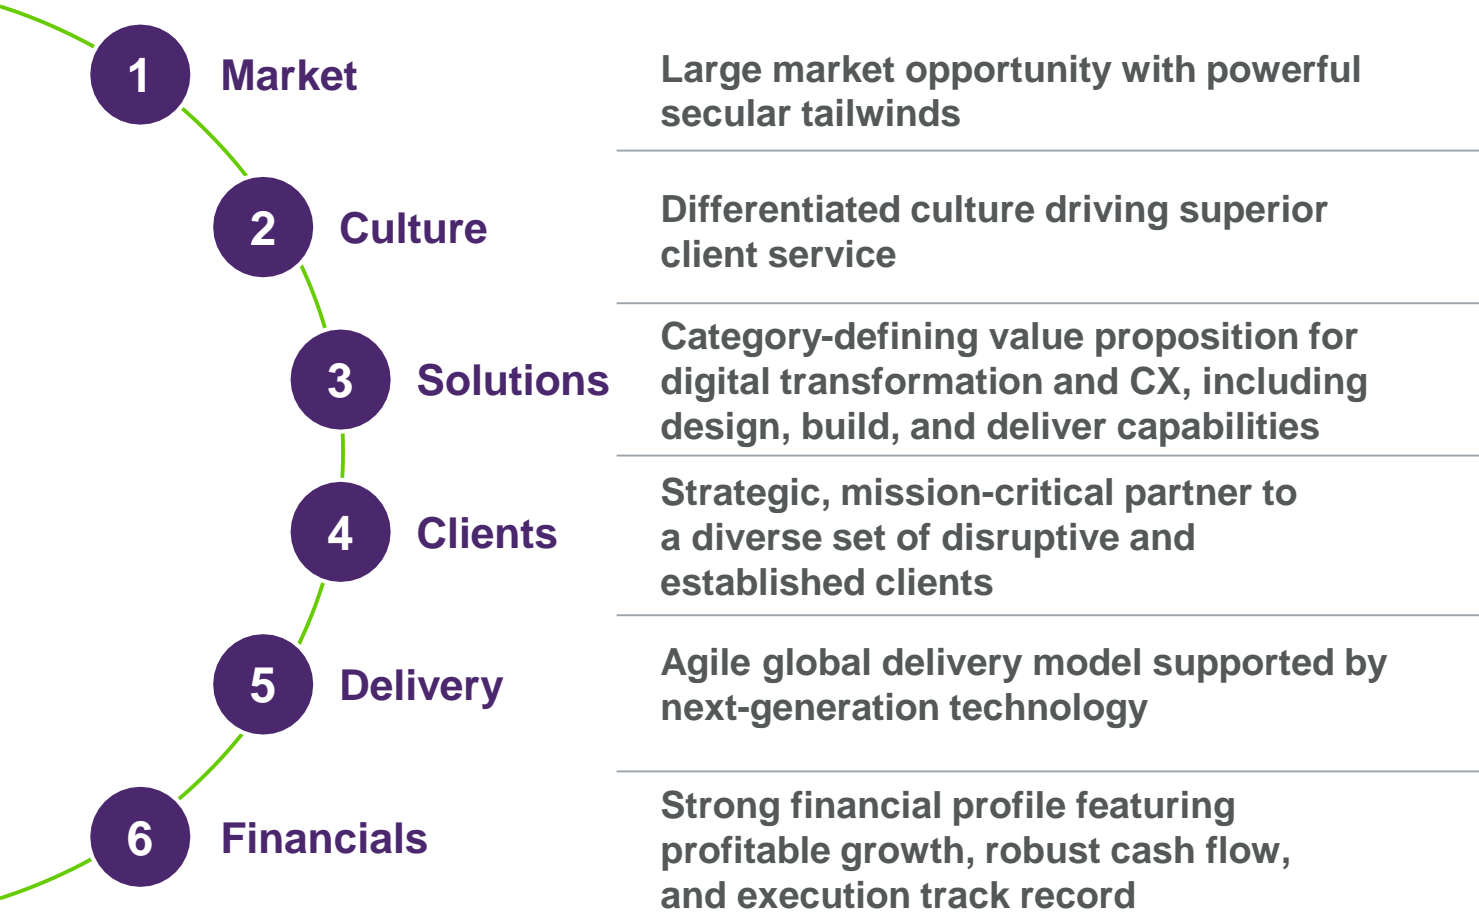 1 Market
Large market opportunity with powerful
secular tailwinds
2 Culture
Differentiated culture driving superior
client service
3 Solutions
Category-defining value proposition for
digital transformation and CX, including
design, build, and deliver capabilities
4 Clients
Strategic, mission-critical partner to
a diverse set of disruptive and
established clients
5 Delivery
Agile global delivery model supported by
next-generation technology
6 Financials
Strong financial profile featuring
profitable growth, robust cash flow,
and execution track record